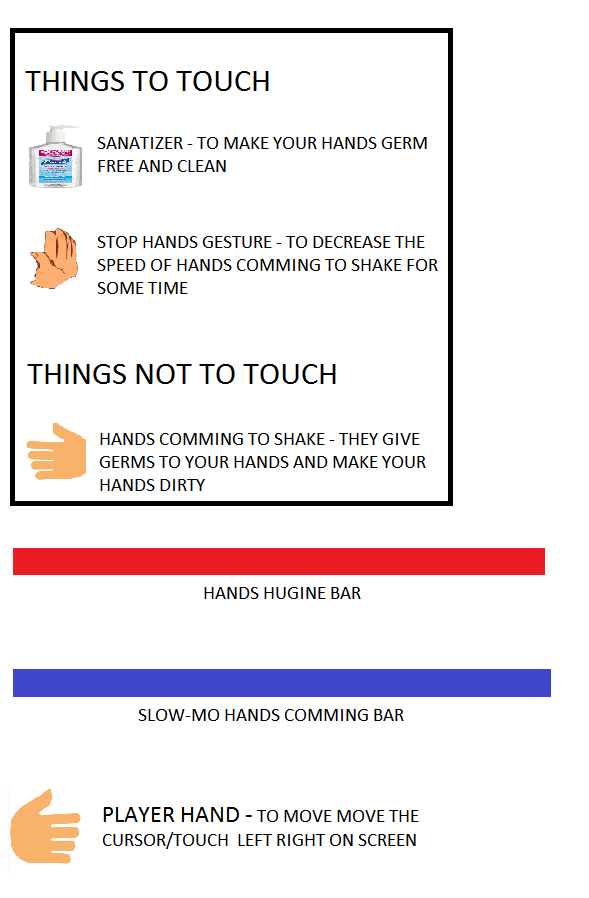 THINGS TO TOUCH
SANATIZER - TO MAKE YOUR HANDS GERM
FREE AND CLEAN
STOP HANDS GESTURE - TO DECREASE THE
SPEED OF HANDS COMMING TO SHAKE FOR
SOME TIME
THINGS NOT TO TOUCH
HANDS COMMING TO SHAKE - THEY GIVE
GERMS TO YOUR HANDS AND MAKE YOUR
HANDS DIRTY
HANDS HUGINE BAR
SLOW-MO HANDS COMMING BAR
PLAYER HAND - TO MOVE MOVE THE
CURSOR/TOUCH LEFT RIGHT ON SCREEN